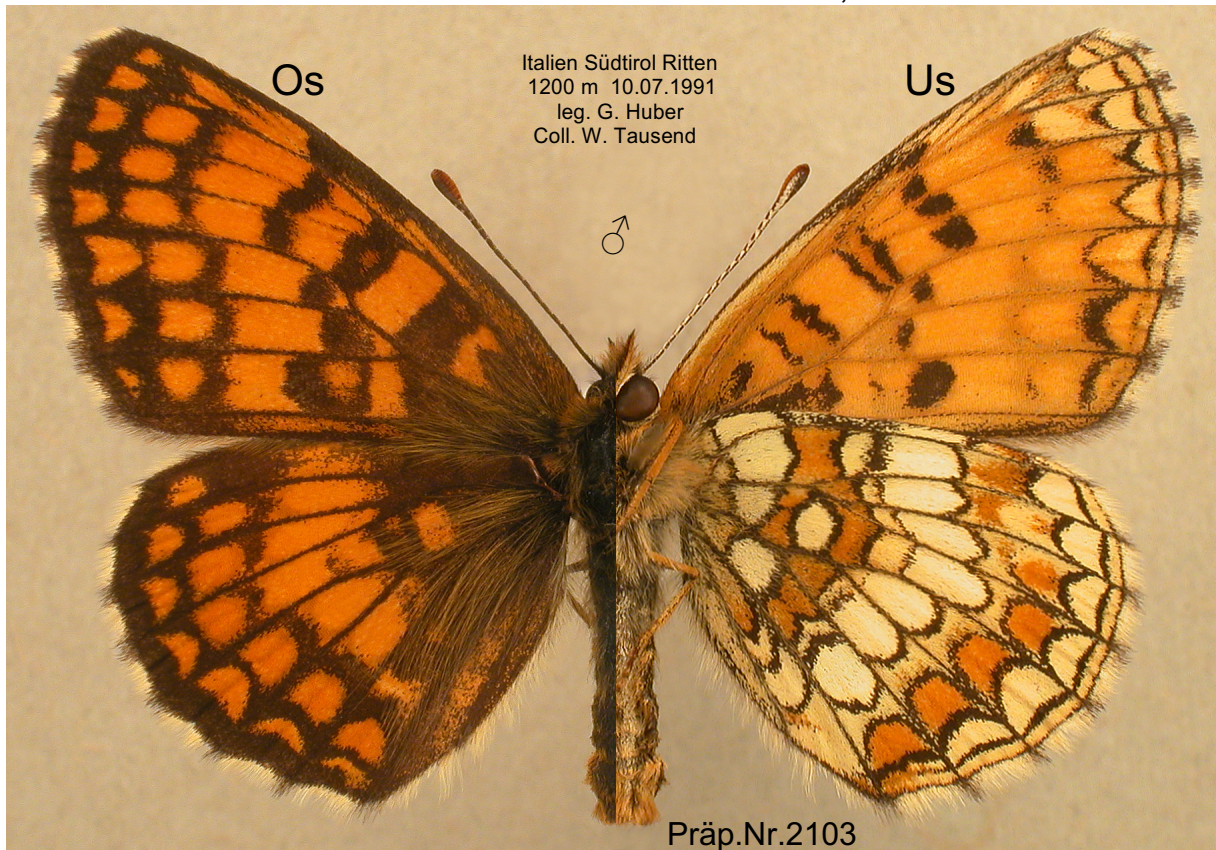 Os
Italien Südtirol Ritten
1200 m 10.07.1991
leg. G. Huber
Coll. W. Tausend
Us
♂
Präp.Nr.2103